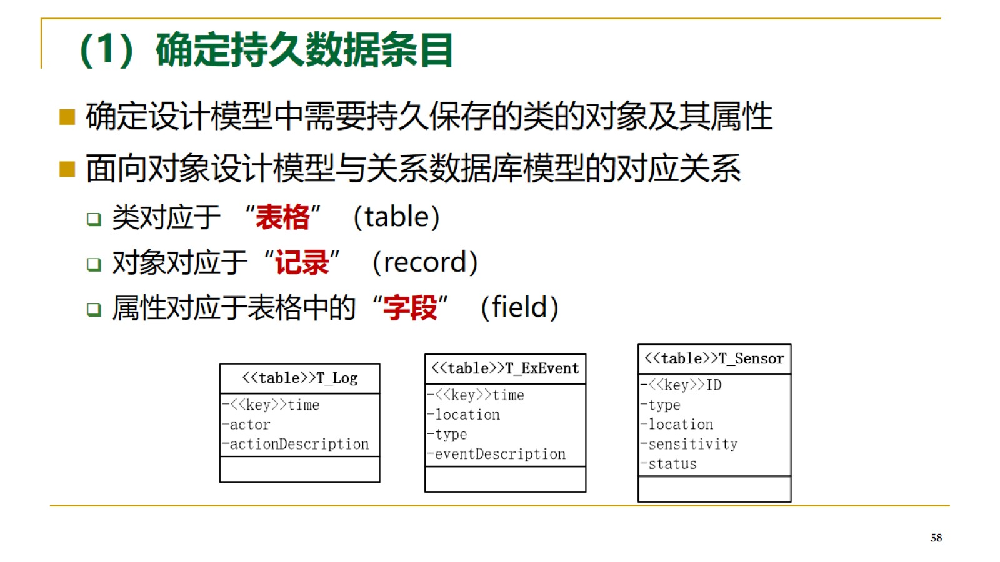 （1）确定持久数据条目
确定设计模型中需要持久保存的类的对象及其属性
面向对象设计模型与关系数据库模型的对应关系
类对应于 “表格” （table）
对象对应于“记录” （record）
属性对应于表格中的“字段” （field）
<<table>>T_Log
-<<key>>time
-actor
-actionDescription
<<table>>T_ExEvent
-<<key>>time
-location
-type
-eventDescription
<<table>>T_Sensor
-<<key>>ID
-type
-location
-sensitivity
-status
58